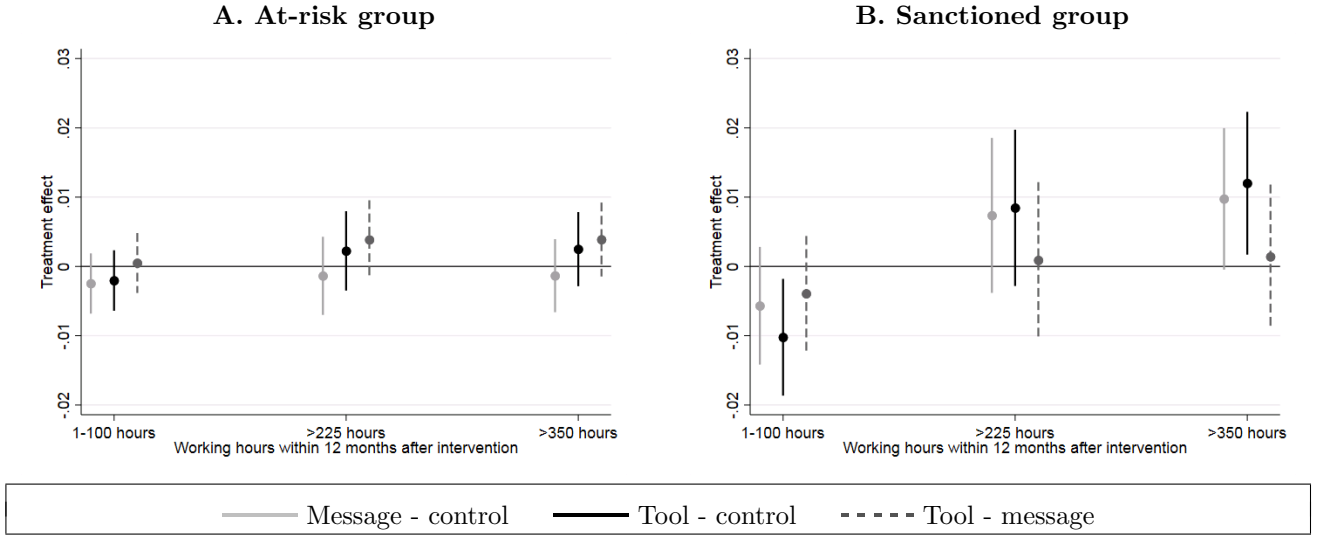 A. At-risk group
.03
.02
.01
0
-.01
-.02
Treatment effect
1-100 hours >225 hours >350 hours
Working hours within 12 months after intervention
B. Sanctioned group
.03
.02
.01
0
-.01
-.02
Treatment effect
1-100 hours >225 hours >350 hours
Working hours within 12 months after intervention
Message - control Tool - control Tool - message